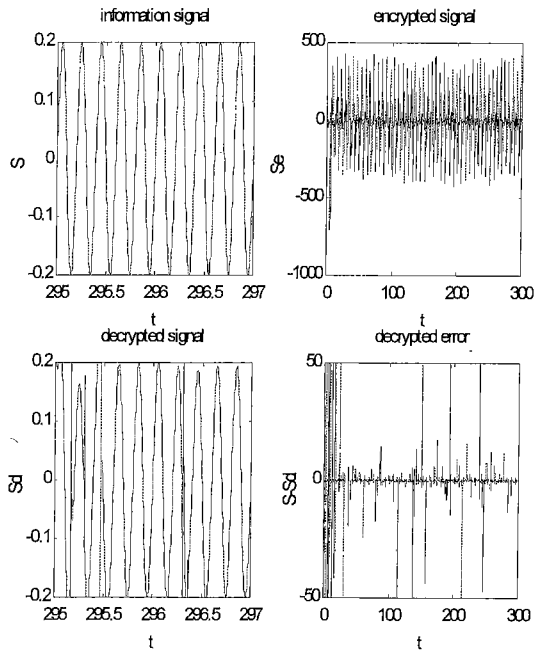 information signal
0.2
0.1
0
-0.1
-0.2
S
295 295.5 296 296.5 297
t
encrypted signal
500
0
-500
-1000
Se
0 100 200 300
t
decrypted signal
0.2
0.1
0
-0.1
-0.2
Sd
295 295.5 296 296.5 297
t
decrypted error
50
0
-50
S-Sd
0 100 200 300
t